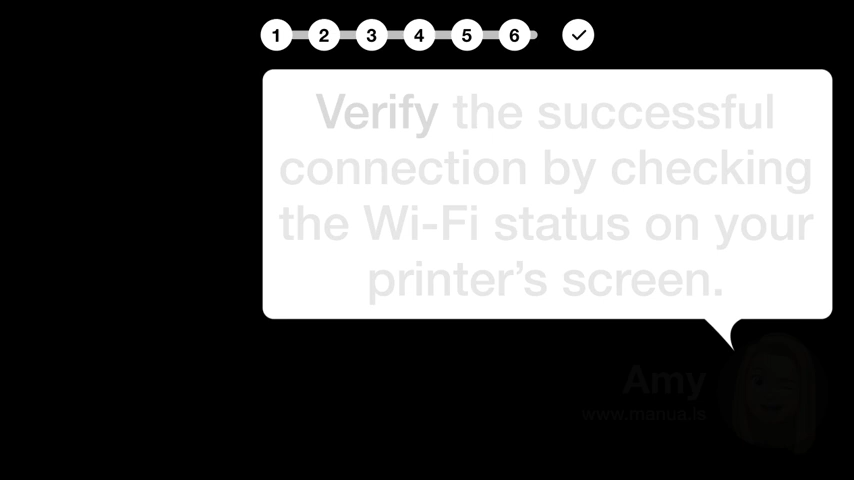 1 2 3 4 5 6
Verify the successful
connection by checking
the Wi-Fi status on your
printer’s screen.
Amy
www.manua.ls